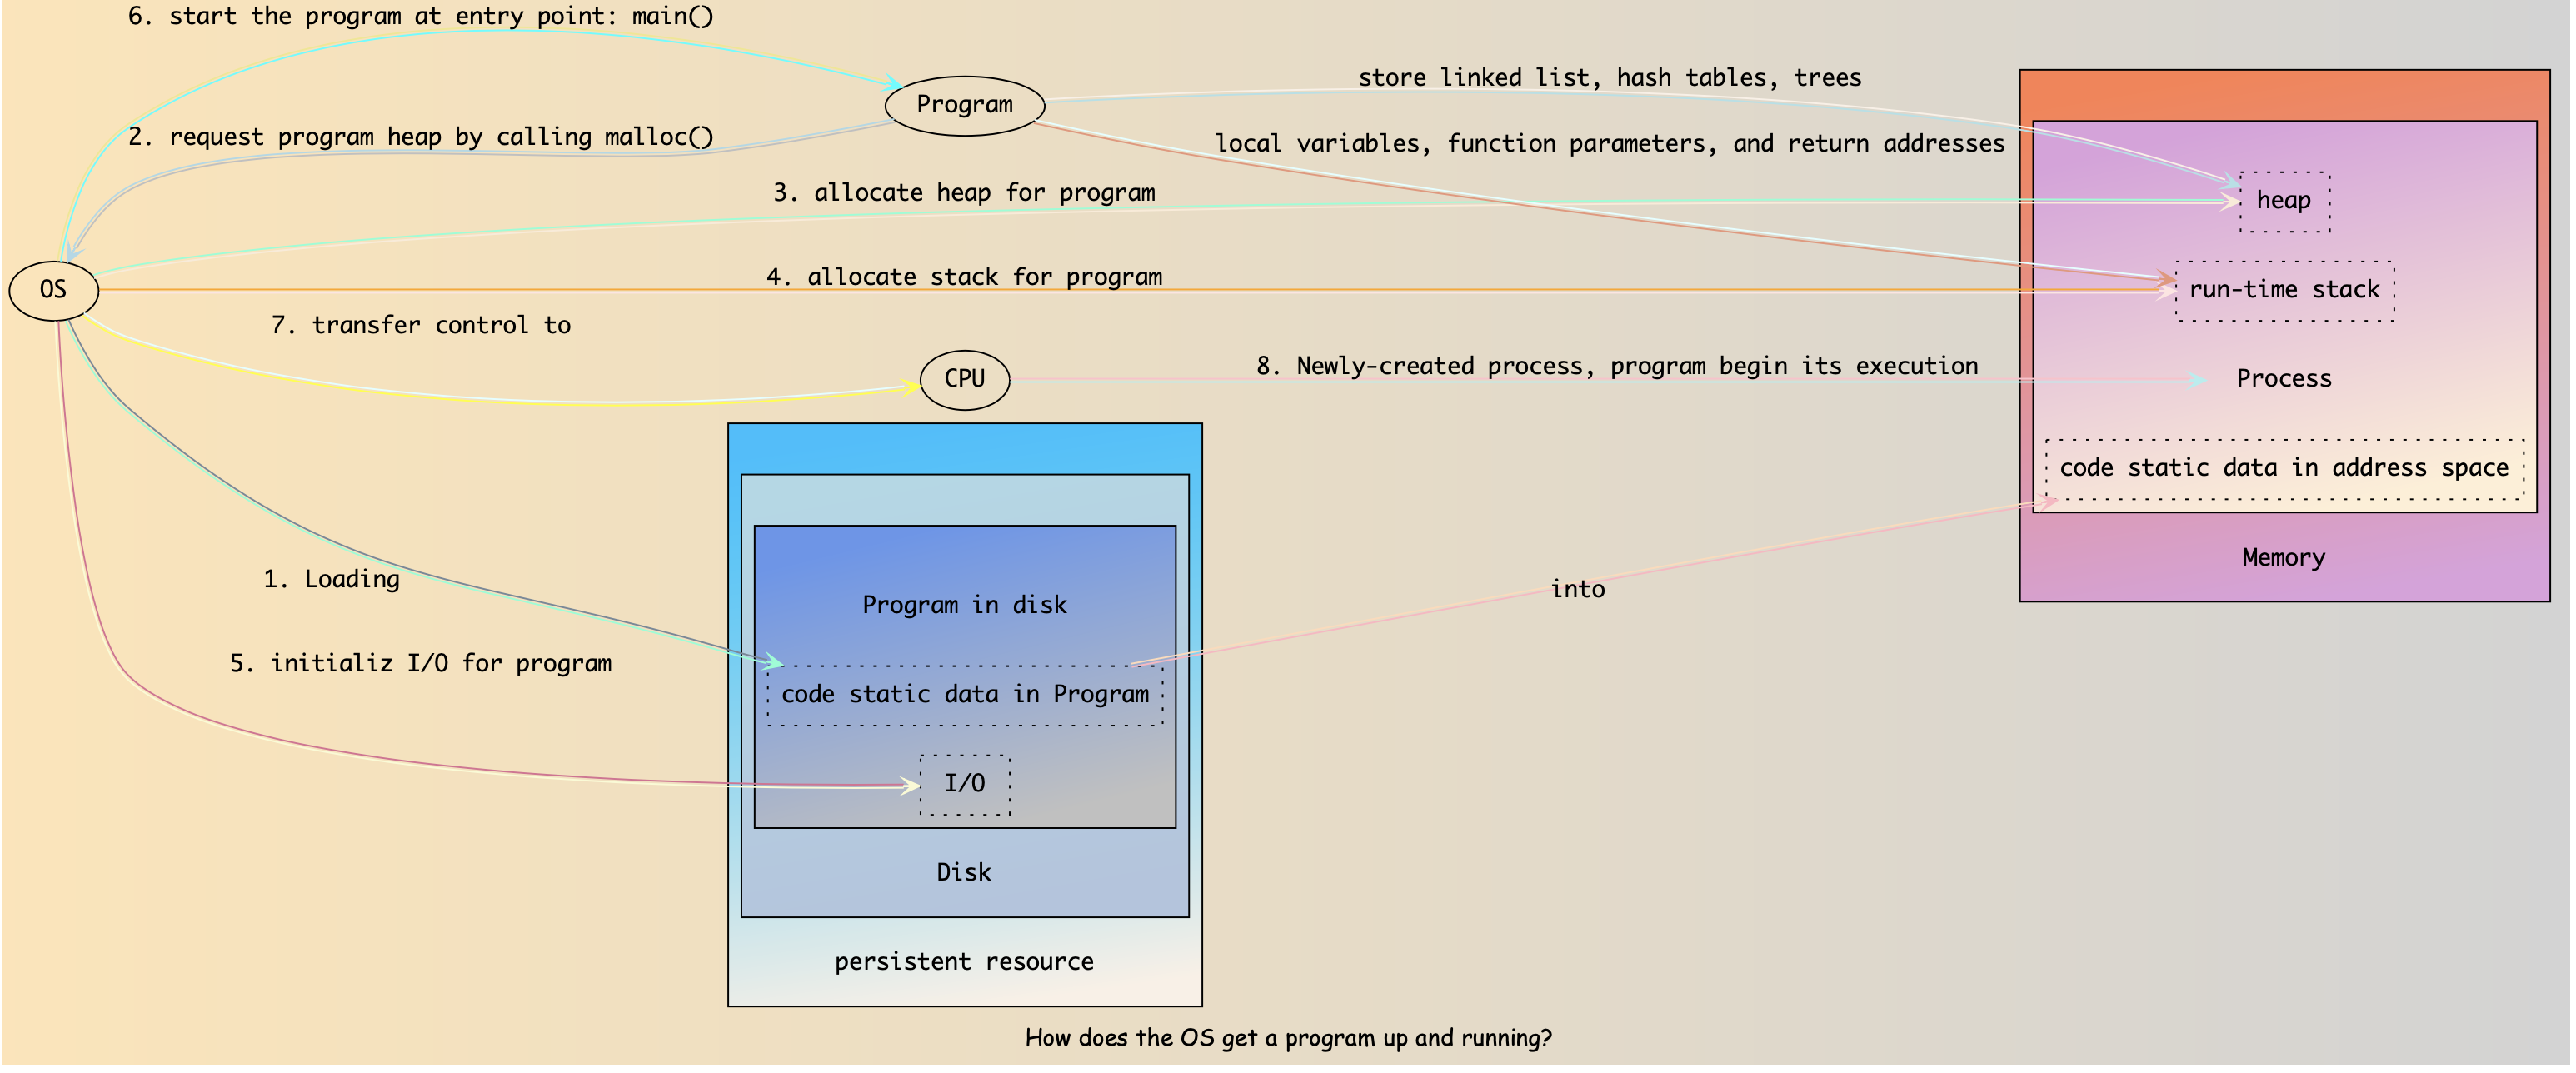 6. start the program at entry point: main()
Program
store linked list, hash tables, trees
2. request program heap by calling malloc()
local variables, function parameters, and return addresses
3. allocate heap for program
heap
OS
4. allocate stack for program
run-time stack
7. transfer control to
CPU
8. Newly-created process, program begin its execution
Process
code static data in address space
Memory
1. Loading
into
Program in disk
5. initializ I/O for program
code static data in Program
I/O
Disk
persistent resource
How does the OS get a program up and running?